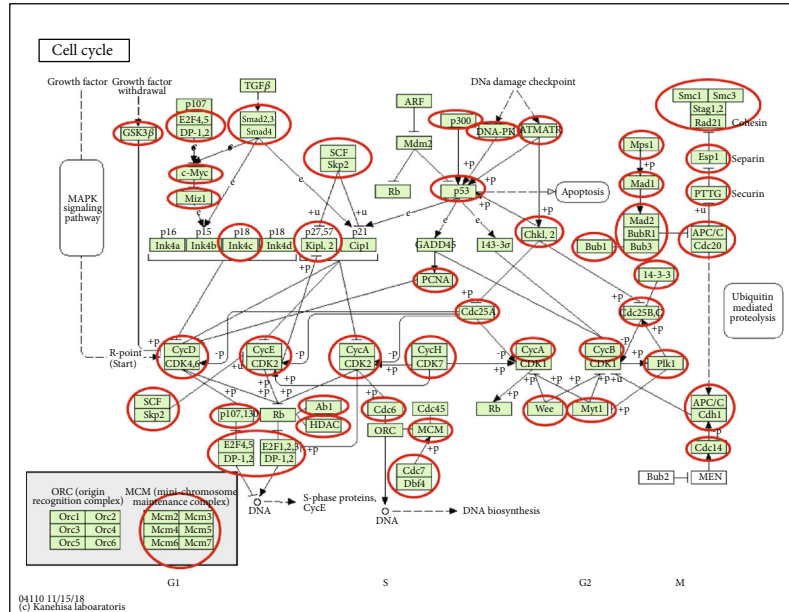 Cell cycle
Growth factor
Growth factor
withdrawal
TGFβ
DNa damage checkpoint
Smc1 Smc3
Stag1,2
Rad21
Cohesin
p107
E2F4,5
DP-1,2
GSK3β
Smad2,3
Smad4
ARF
p300
DNA-PK
ATMATR
Mps1
Esp1
Separin
Mdm2
SCF
Skp2
c-Myc
Miz1
Rb
p53
Apoptosis
Mad1
PTTG
Securin
MAPK
signaling
pathway
e
e
e
e
e
e
e
e
+p
+p
+p
+p
+p
+u
+u
p16
Ink4a
p15
Ink4b
p18
Ink4c
p18
Ink4d
p27,57
Kipl, 2
p21
Cip1
GADD45
143-3σ
Chkl, 2
Bub1
Mad2
BubR1
Bub3
APC/C
Cdc20
+p
PCNA
14-3-3
Cdc25A
+p
+p
Cdc25B,C
Ubiquitin
mediated
proteolysis
R-point
(Start)
+p
CycD
CDK4,6
-p
CycE
CDK2
-p
CycA
CDK2
-p
CycH
CDK7
-p
CycA
CDK1
-p
CycB
CDK1
-p
Plk1
+p
+u
+p
+p
+p
+p
+p
+p
+p
+p
+p+u
SCF
Skp2
p107,130
Rb
Ab1
HDAC
Cdc6
Cdc45
ORC
MCM
Rb
Wee
Myt1
+p
APC/C
Cdh1
E2F4,5
DP-1,2
E2F1,2,3
DP-1,2
+p
+p
Cdc7
Dbf4
Cdc14
Bub2
MEN
ORC (origin
recognition complex)
MCM (mini-chromosome
maintenance complex)
Orc1 Orc2
Orc3 Orc4
Orc5 Orc6
Mcm2 Mcm3
Mcm4 Mcm5
Mcm6 Mcm7
DNA
S-phase proteins,
CycE
DNA
DNA biosynthesis
G1
S
G2
M
04110 11/15/18
(c) Kanehisa laboaratoris